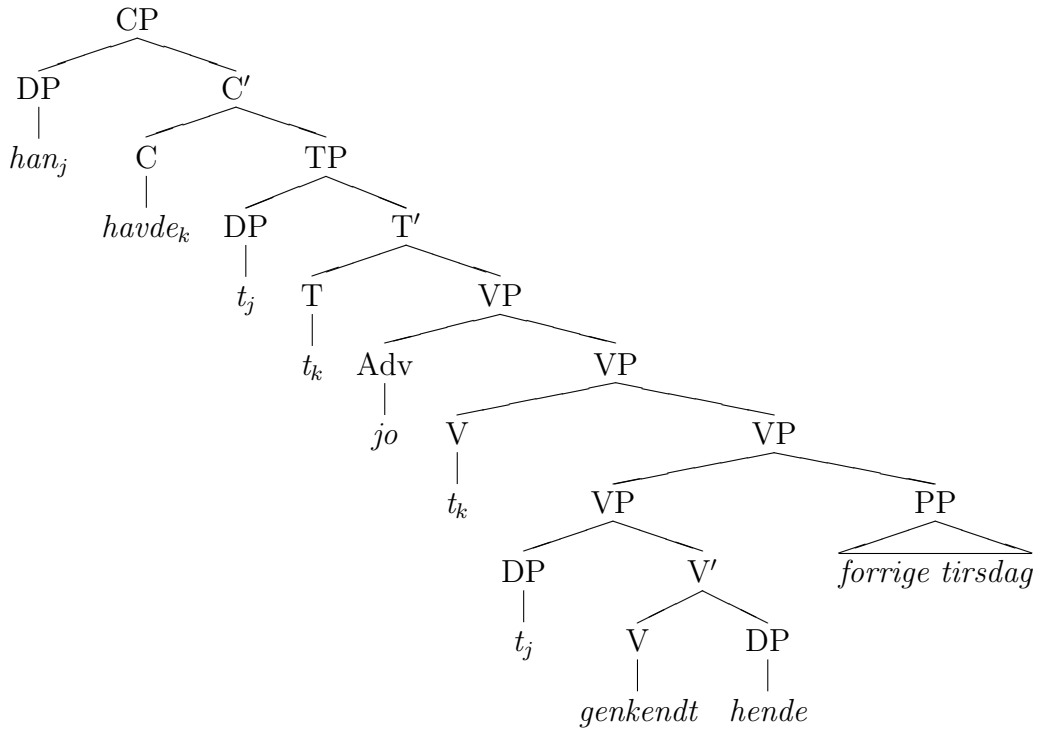 CP
DP C′
han_j C TP
havde_k DP T′
t_j T VP
t_k Adv VP
jo V VP
t_k VP PP
DP V′ forrige tirsdag
t_j V DP
genkendt hende